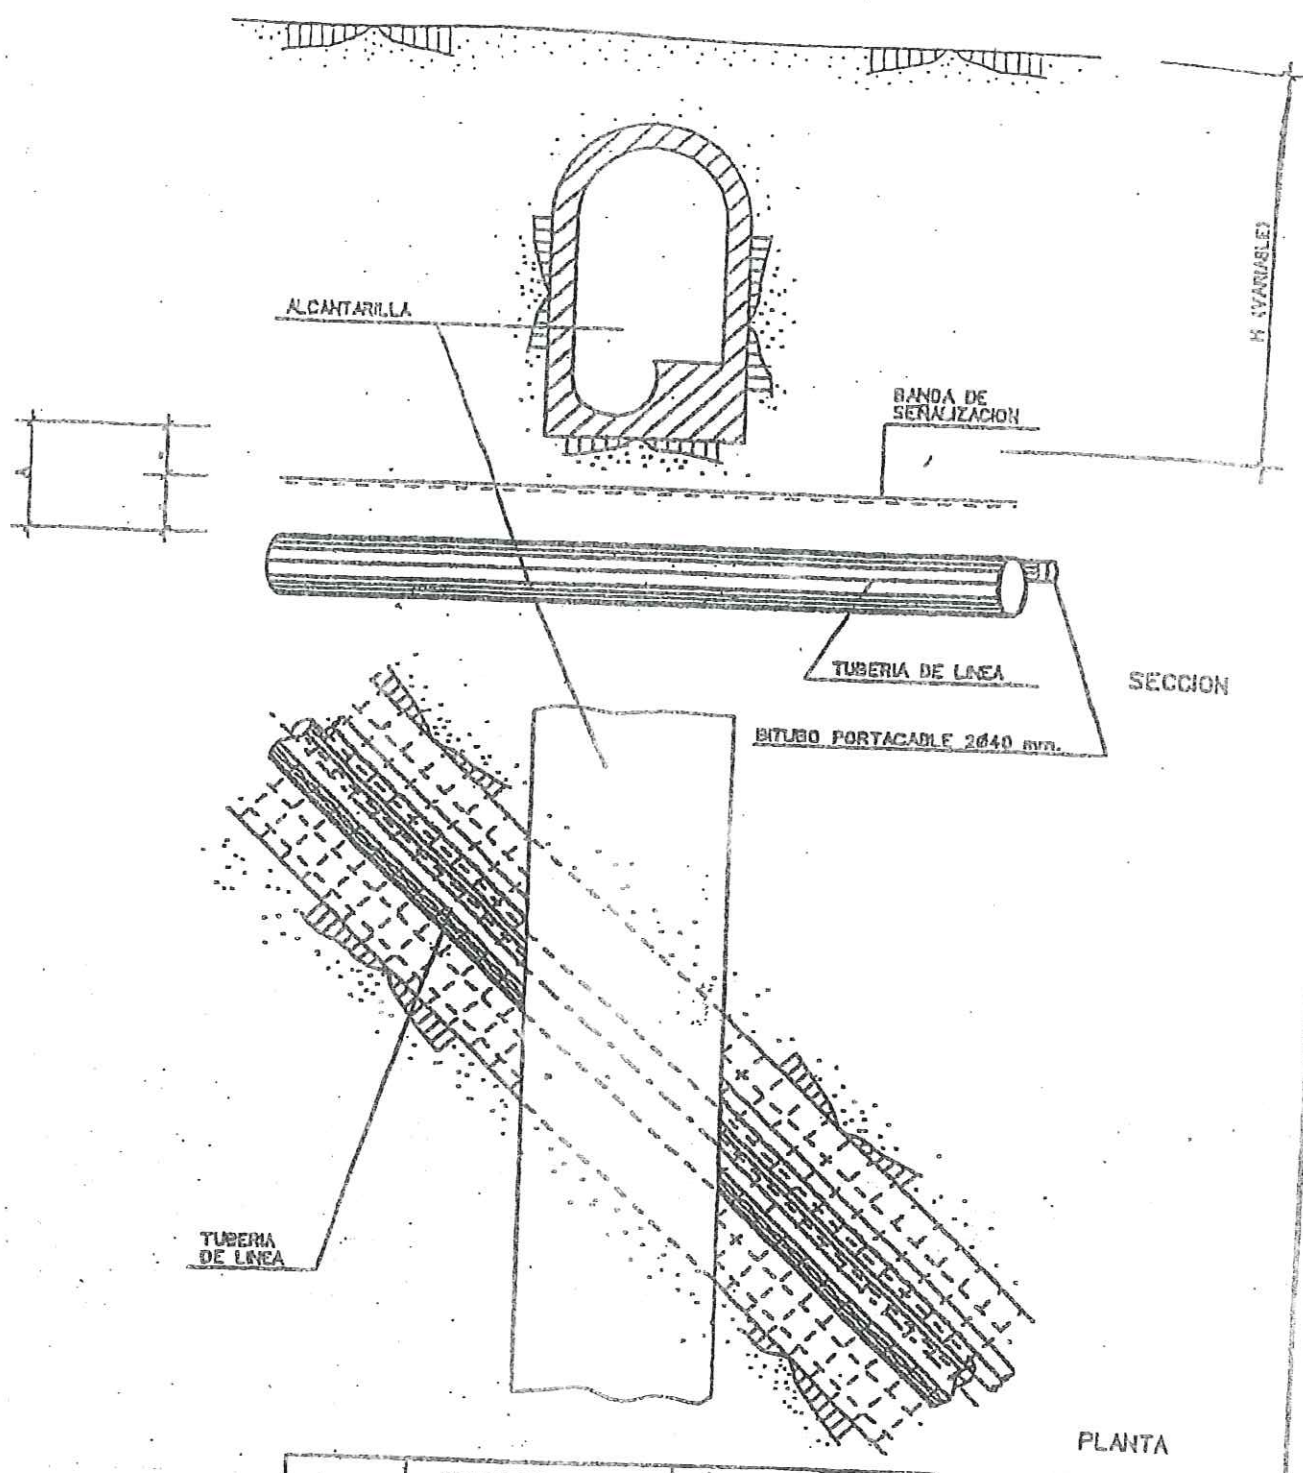 H (VARIABLE)
ALCANTARILLA
BANDA DE
SEÑALIZACION
TUBERIA DE LINEA
SECCION
BITUBO PORTACABLE 2Ø40 mm.
TUBERIA
DE LINEA
PLANTA